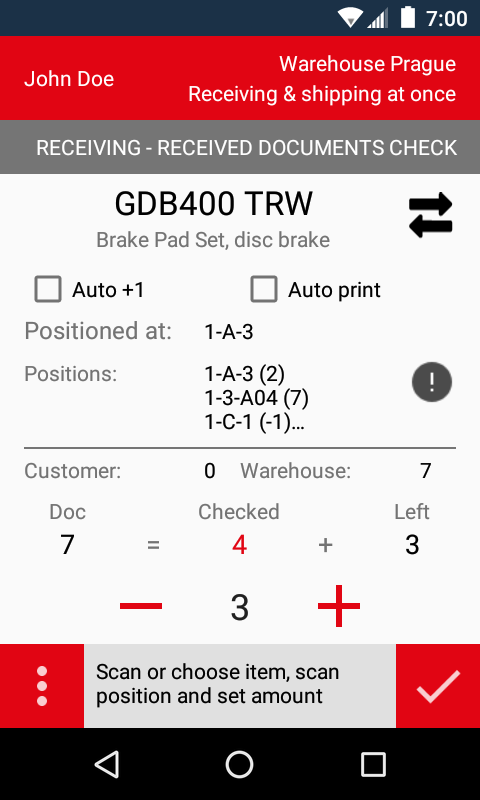 7:00
John Doe
Warehouse Prague
Receiving & shipping at once
RECEIVING - RECEIVED DOCUMENTS CHECK
GDB400 TRW
Brake Pad Set, disc brake
Auto +1
Auto print
Positioned at: 1-A-3
Positions: 1-A-3 (2)
1-3-A04 (7)
1-C-1 (-1)...
!
Customer: 0 Warehouse: 7
Doc Checked Left
7 = 4 + 3
3
Scan or choose item, scan
position and set amount